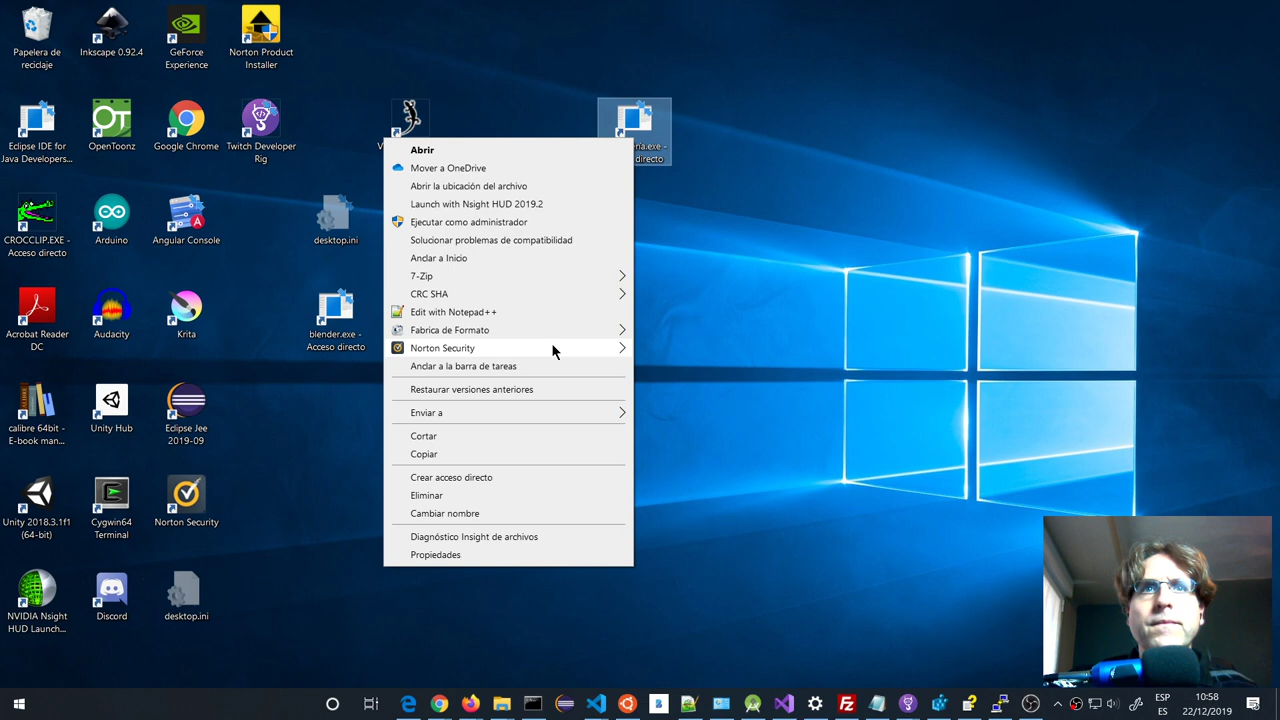 Papelera de
reciclaje
Inkscape 0.92.4
GeForce
Experience
Norton Product
Installer
Eclipse IDE for
Java Developers...
OpenToonz
Google Chrome
Twitch Developer
Rig
directo
CROCCLIP.EXE -
Acceso directo
Arduino
Angular Console
desktop.ini
Acrobat Reader
DC
Audacity
Krita
blender.exe -
Acceso directo
calibre 64bit -
E-book man...
Unity Hub
Eclipse Jee
2019-09
Unity 2018.3.1f1
(64-bit)
Cygwin64
Terminal
Norton Security
NVIDIA Nsight
HUD Launch...
Discord
desktop.ini
Abrir
Mover a OneDrive
Abrir la ubicación del archivo
Launch with Nsight HUD 2019.2
Ejecutar como administrador
Solucionar problemas de compatibilidad
Anclar a Inicio
7-Zip
CRC SHA
Edit with Notepad++
Fabrica de Formato
Norton Security
Anclar a la barra de tareas
Restaurar versiones anteriores
Enviar a
Cortar
Copiar
Crear acceso directo
Eliminar
Cambiar nombre
Diagnóstico Insight de archivos
Propiedades
ESP
ES
10:58
22/12/2019